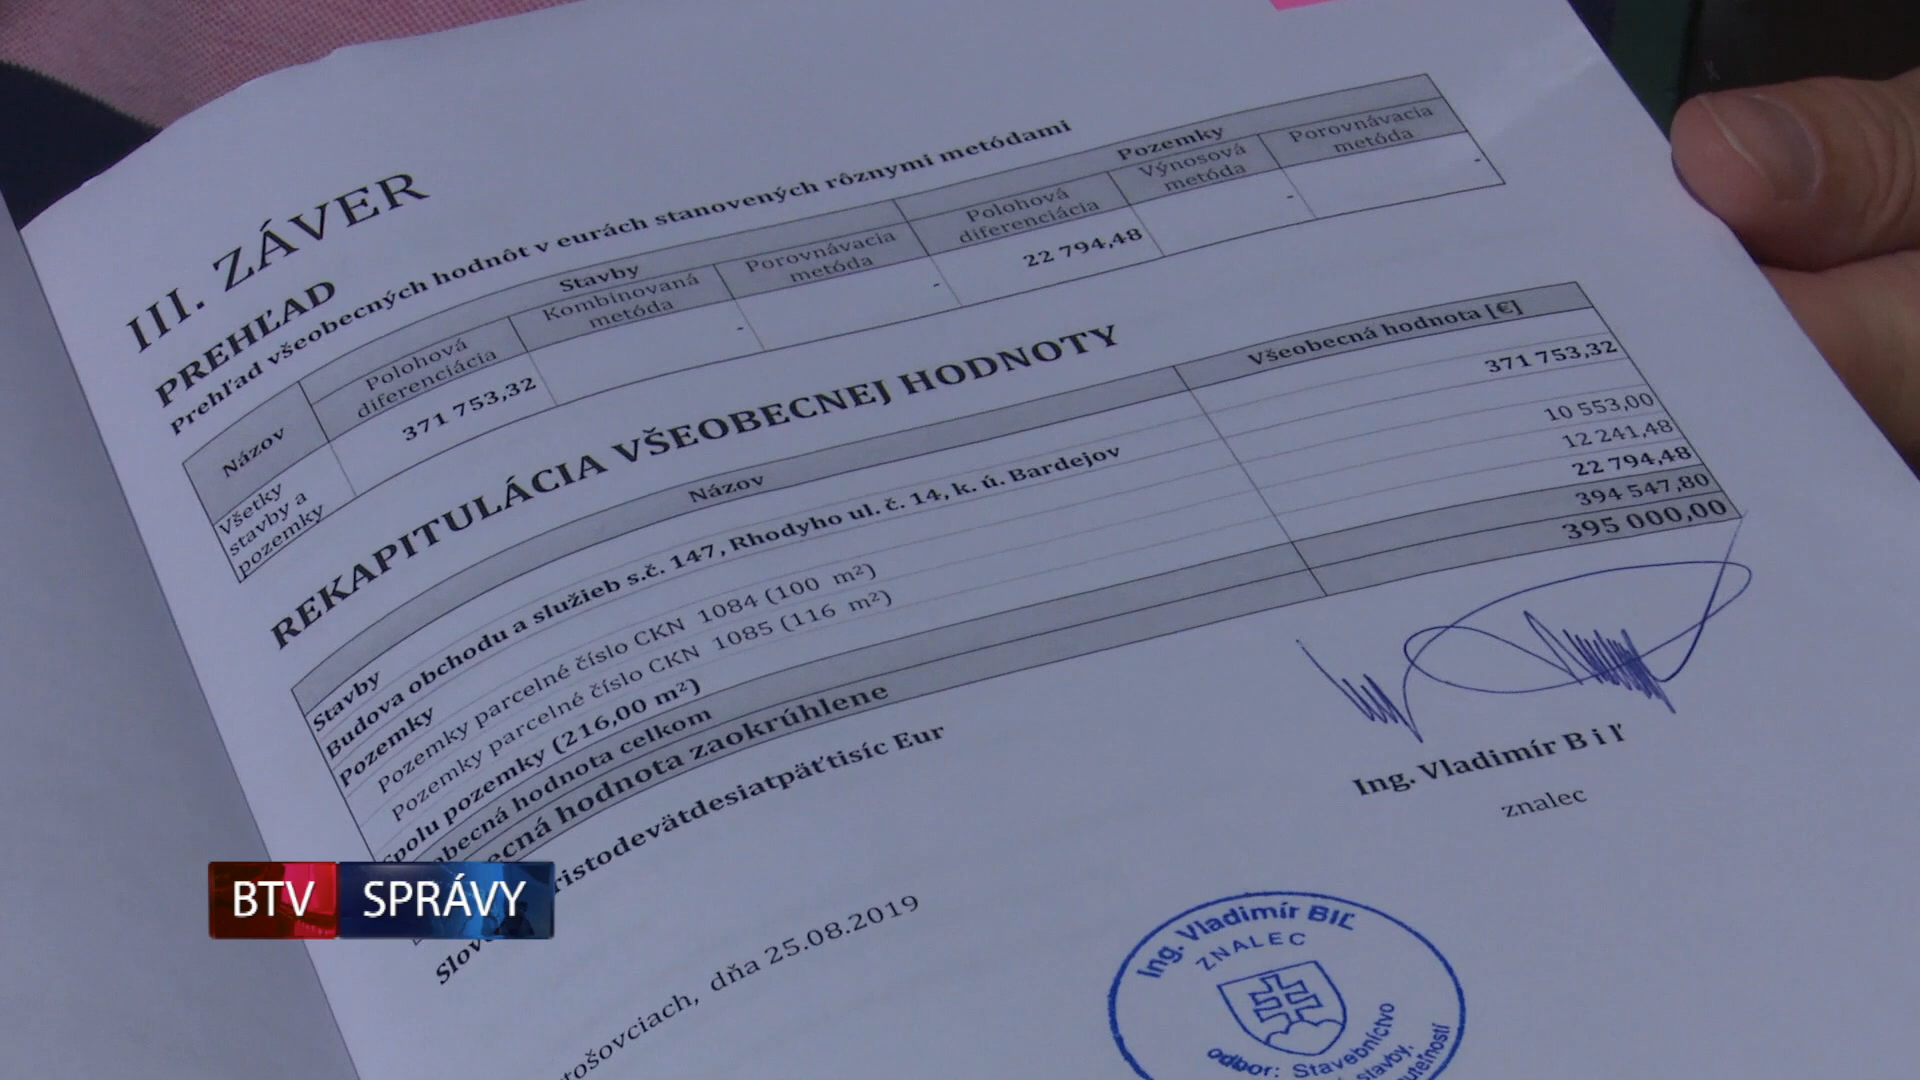 III. ZÁVER
PREHĽAD
Prehľad všeobecných hodnôt v eurách stanovených rôznymi metódami
Názov
Stavby
Pozemky
Polohová diferenciácia
Kombinovaná metóda
Porovnávacia metóda
Polohová diferenciácia
Výnosová metóda
Porovnávacia metóda
Všetky stavby a pozemky
371 753,32
-
-
22 794,48
-
-
REKAPITULÁCIA VŠEOBECNEJ HODNOTY
Názov
Všeobecná hodnota [€]
Stavby
Budova obchodu a služieb s.č. 147, Rhodyho ul. č. 14, k. ú. Bardejov
371 753,32
Pozemky
Pozemky parcelné číslo CKN 1084 (100 m²)
10 553,00
Pozemky parcelné číslo CKN 1085 (116 m²)
12 241,48
Spolu pozemky (216,00 m²)
22 794,48
hodnota celkom
394 547,80
hodnota zaokrúhlene
395 000,00
ristodevätdesiatpäťtisíc Eur
Ing. Vladimír B i ľ
znalec
dňa 25.08.2019
Ing. Vladimír BIĽ
ZNALEC
odbor: Stavebníctvo
stavby,
BTV SPRÁVY